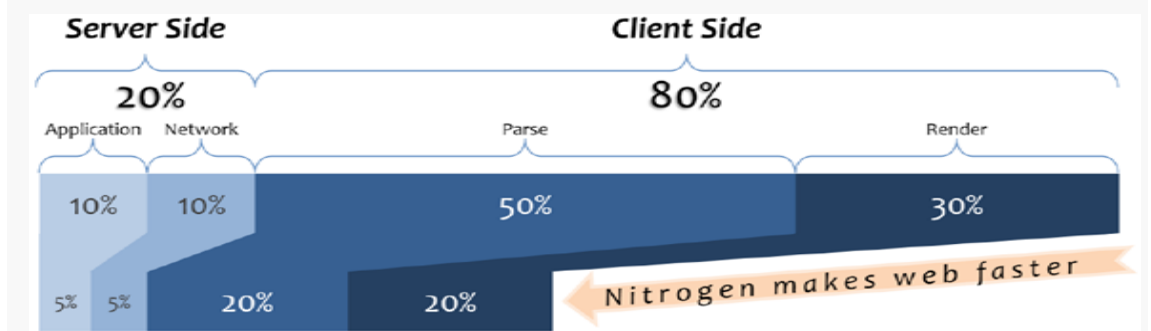 Server Side Client Side
20% 80%
Application Network Parse Render
10% 10% 50% 30%
Nitrogen makes web faster
5% 5% 20% 20%